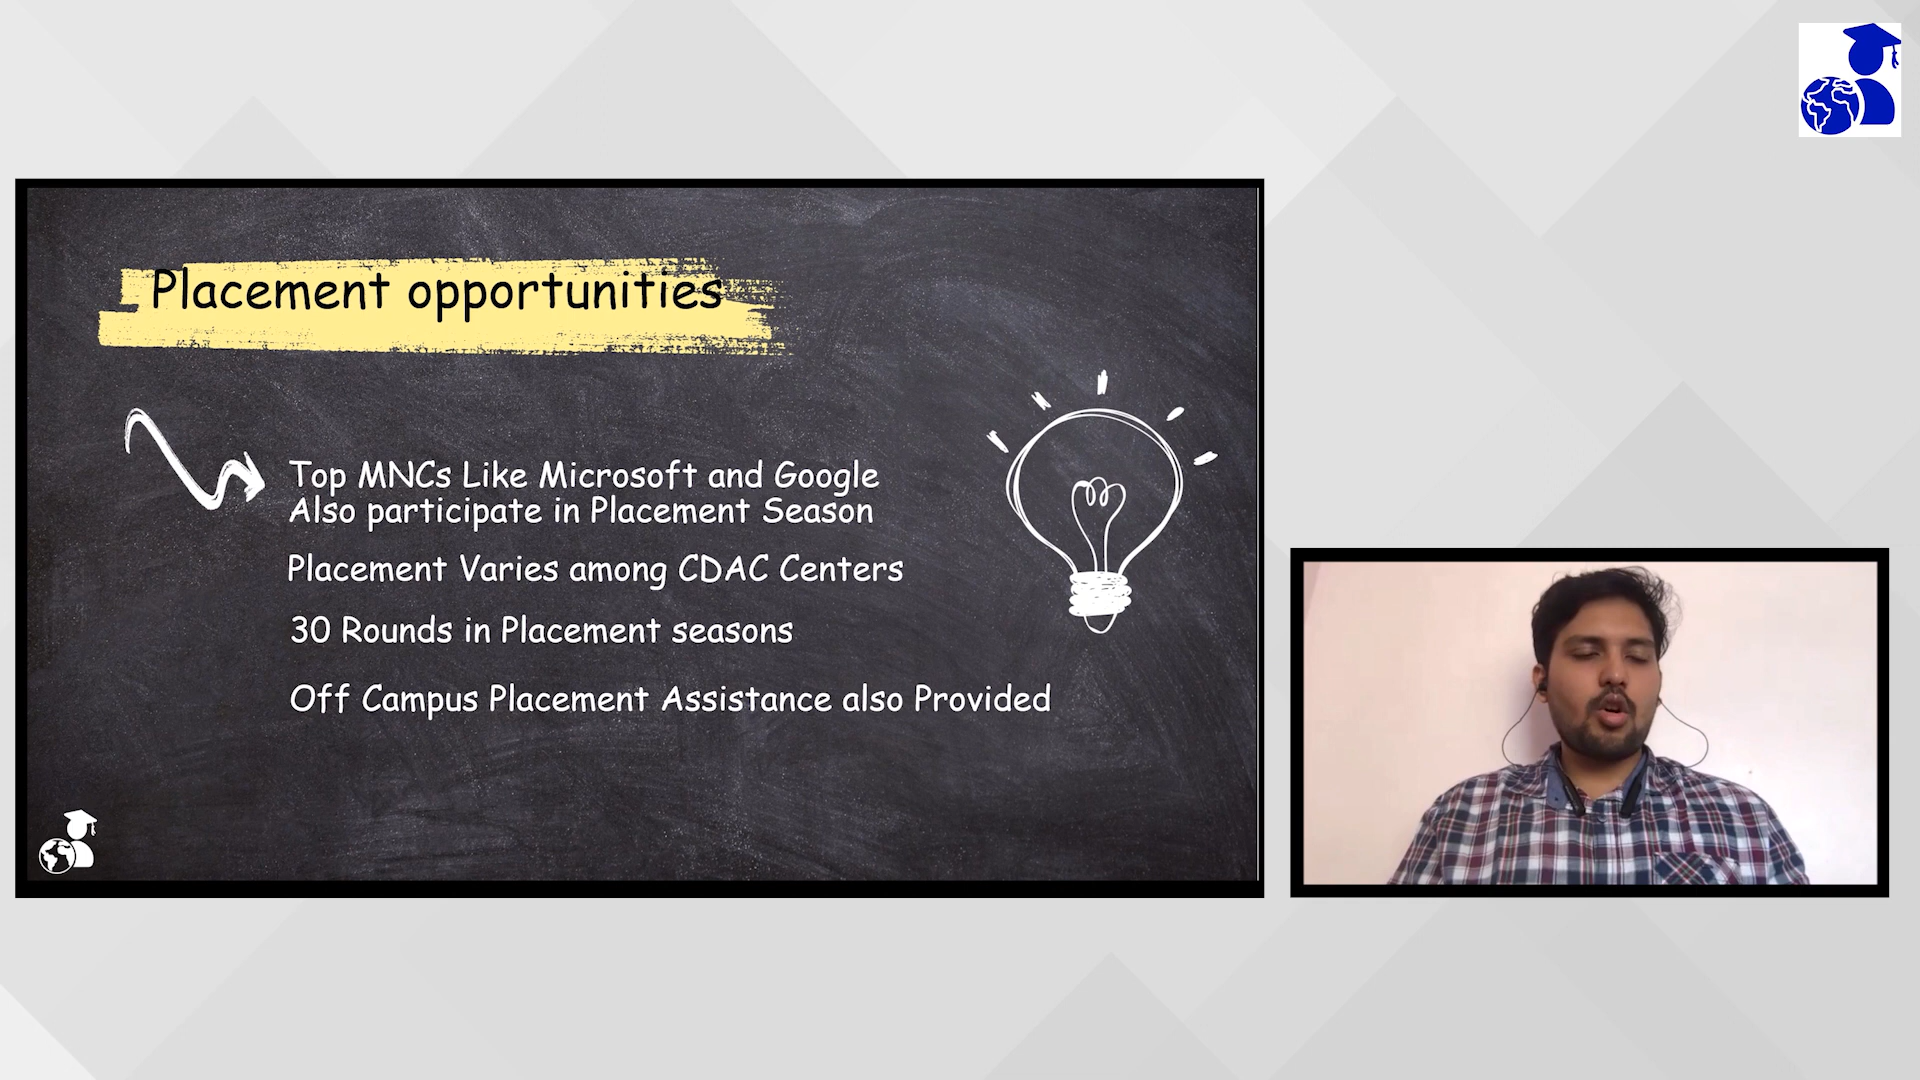 Placement opportunities
Top MNCs Like Microsoft and Google
Also participate in Placement Season
Placement Varies among CDAC Centers
30 Rounds in Placement seasons
Off Campus Placement Assistance also Provided